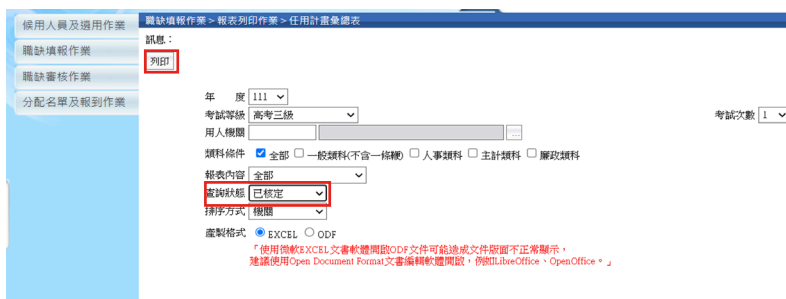 候用人員及遴用作業
職缺填報作業
職缺審核作業
分配名單及報到作業
職缺填報作業 > 報表列印作業 > 任用計畫彙總表
訊息：
列印
年 度 111
考試等級 高考三級 考試次數 1
用人機關 ...
類科條件 全部 一般類科(不含一條鞭) 人事類科 主計類科 廉政類科
報表內容 全部
查詢狀態 已核定
排序方式 機關
產製格式 EXCEL ODF
「使用微軟EXCEL文書軟體開啟ODF文件可能造成文件版面不正常顯示，
建議使用Open Document Format文書編輯軟體開啟，例如LibreOffice、OpenOffice。」